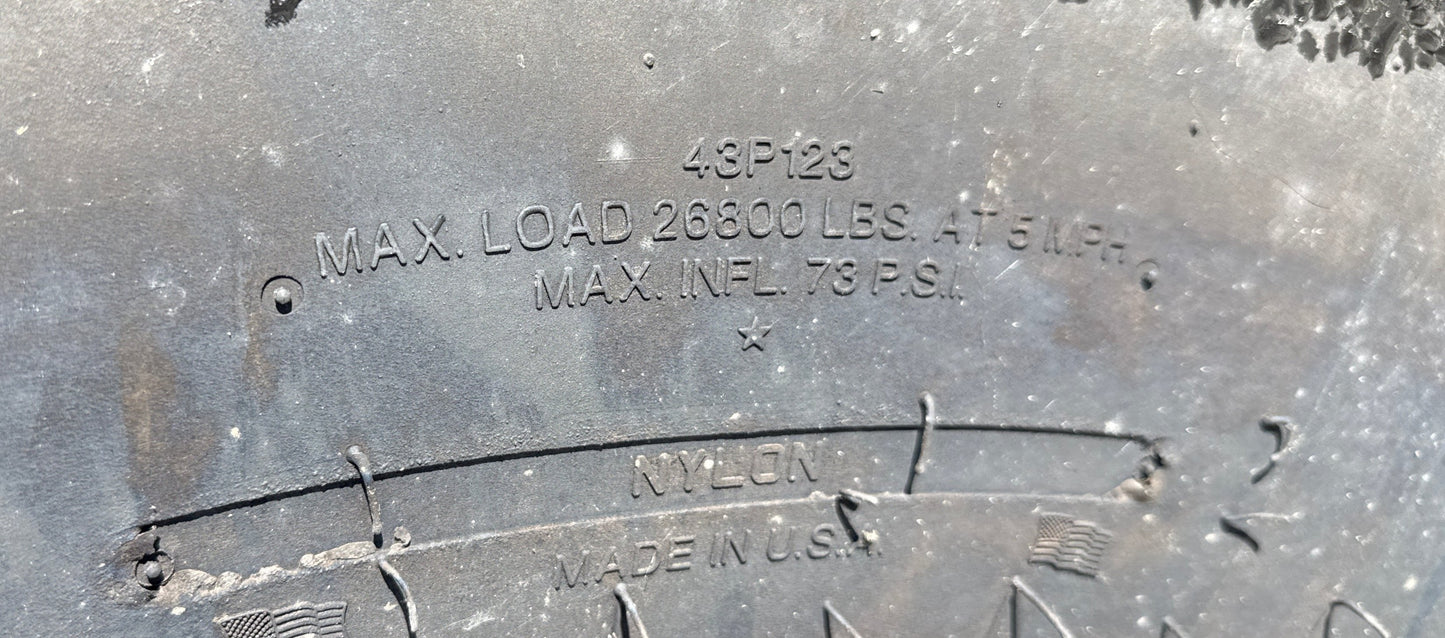 43P123
MAX. LOAD 26800 LBS. AT 5 MPH
MAX. INFL. 73 P.S.I.
NYLON
MADE IN U.S.A.